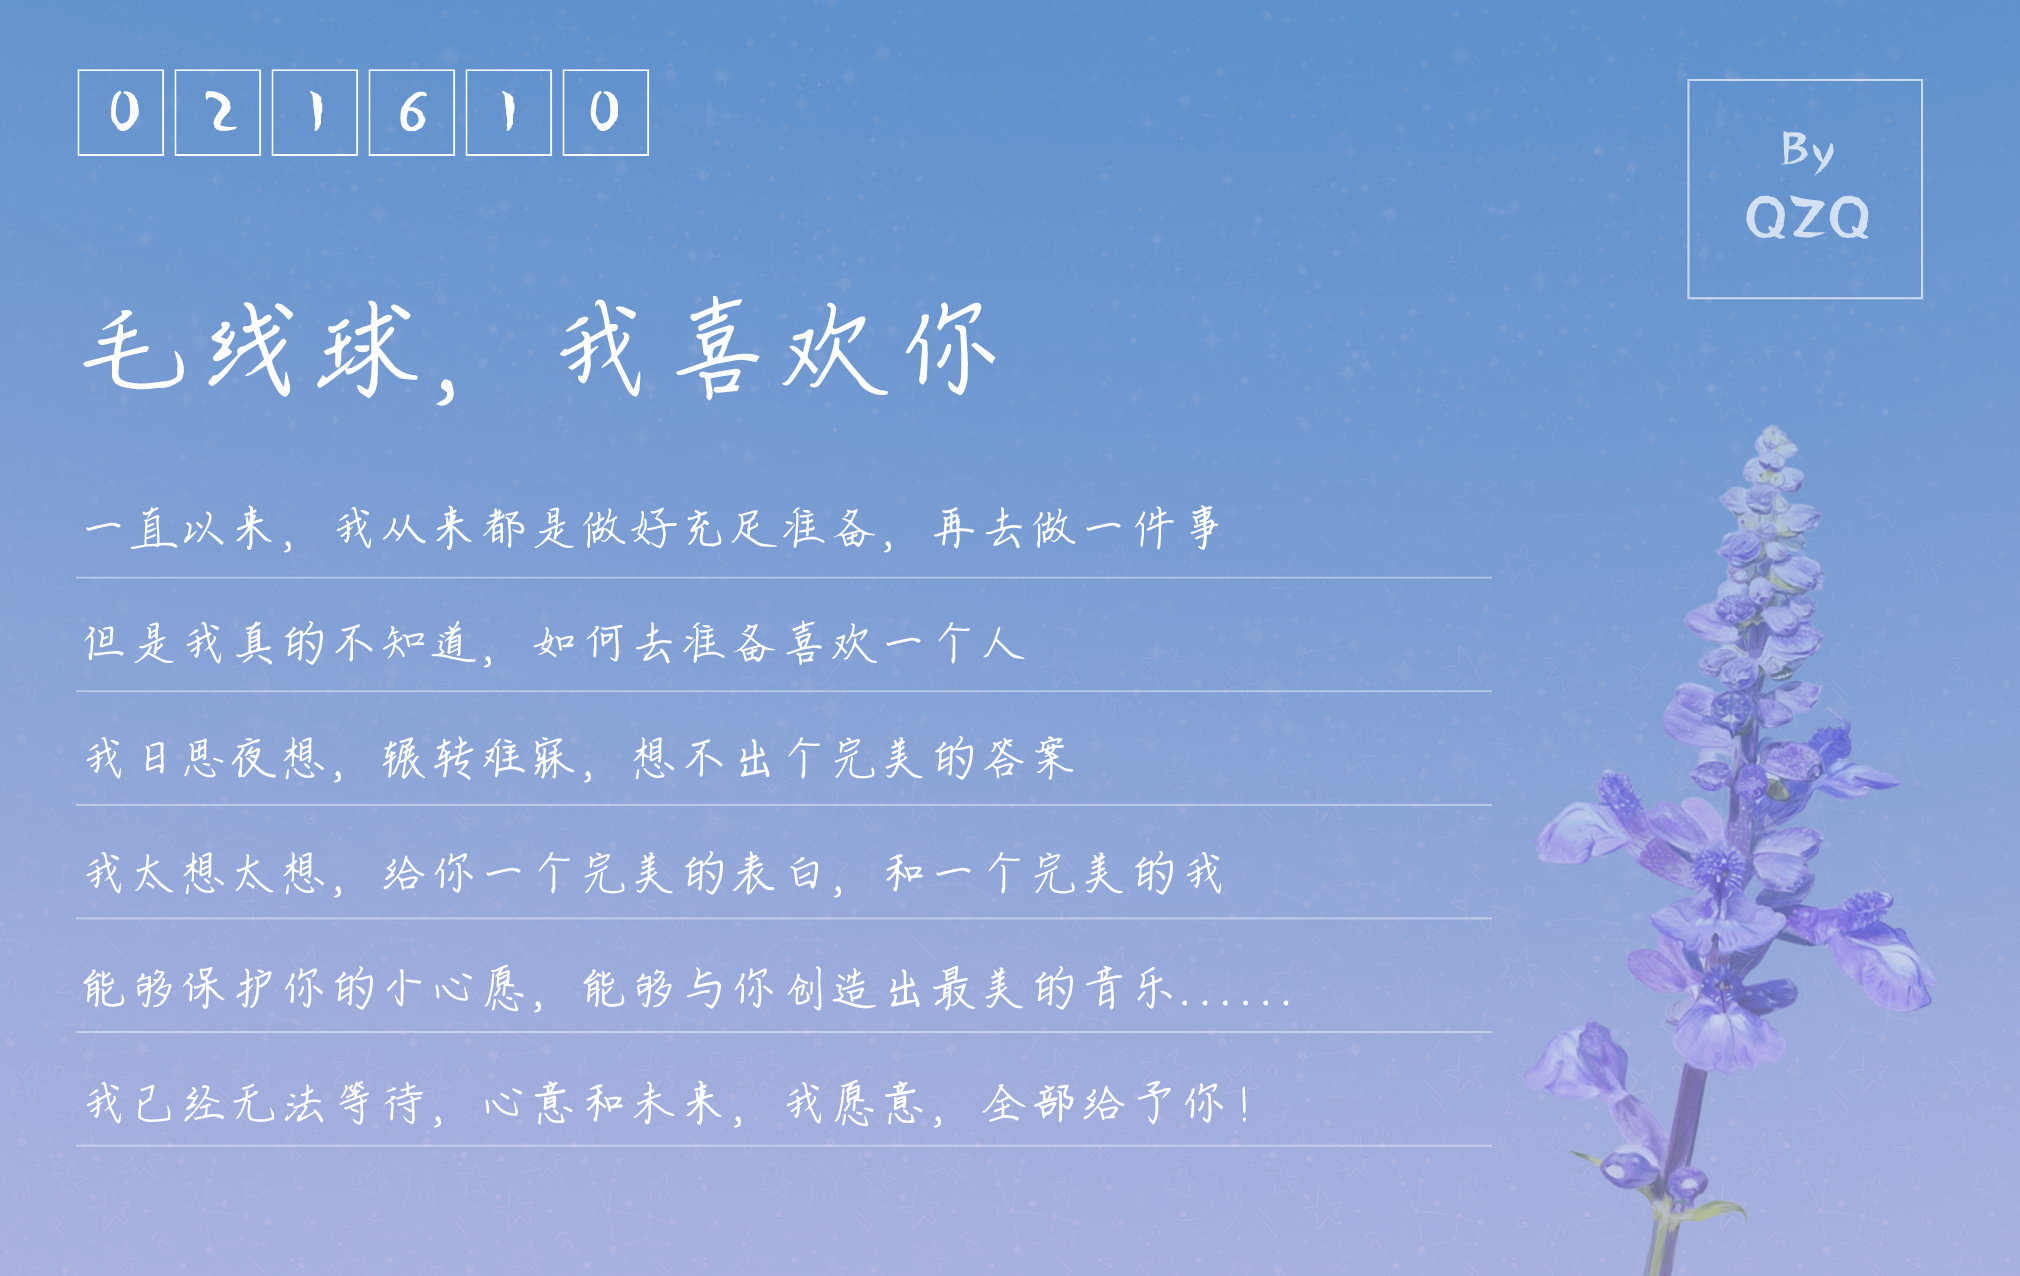 021610
By
QZQ
毛线球，我喜欢你
一直以来，我从来都是做好充足准备，再去做一件事
但是我真的不知道，如何去准备喜欢一个人
我日思夜想，辗转难寐，想不出个完美的答案
我太想太想，给你一个完美的表白，和一个完美的我
能够保护你的小心愿，能够与你创造出最美的音乐......
我已经无法等待，心意和未来，我愿意，全部给予你！